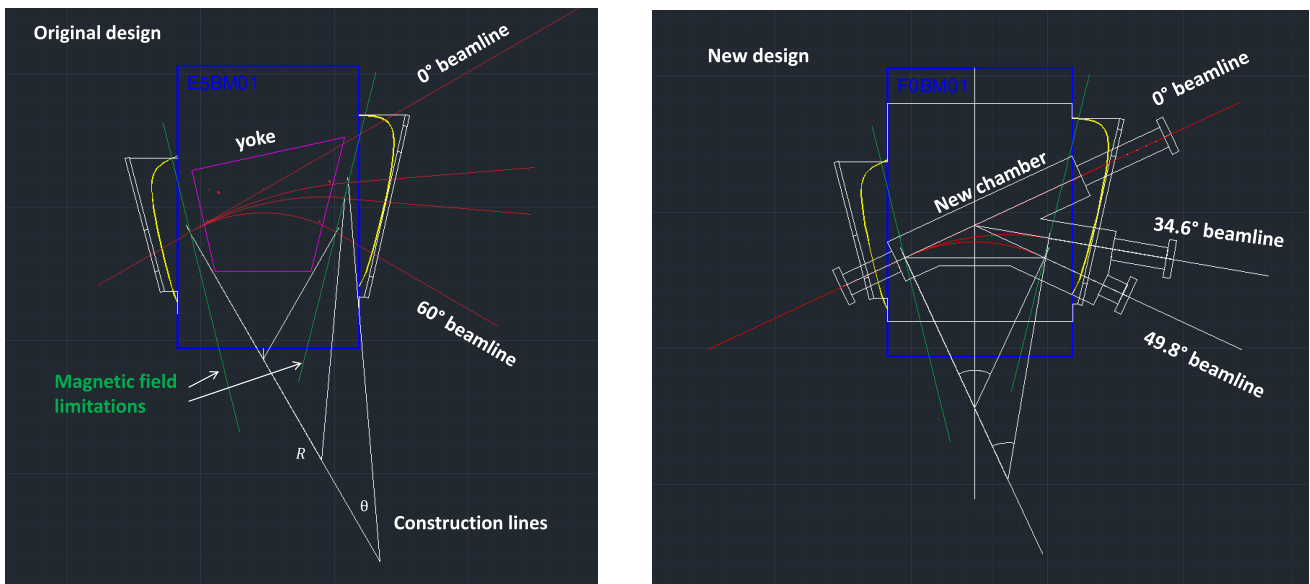 Original design
0° beamline
E5BM01
yoke
60° beamline
Magnetic field
limitations
R
θ
Construction lines
New design
0° beamline
F0BM01
New chamber
34.6° beamline
49.8° beamline